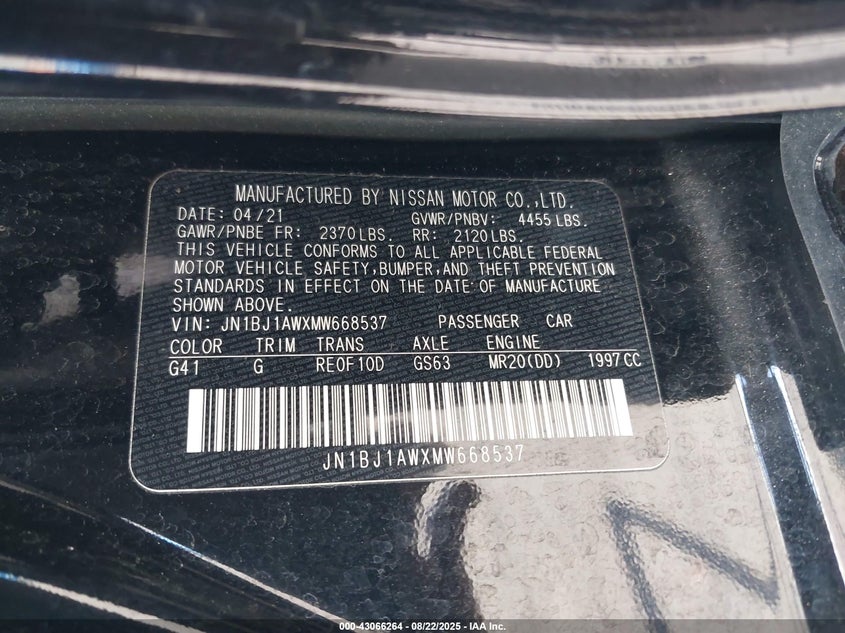 MANUFACTURED BY NISSAN MOTOR CO.,LTD.
DATE: 04/21 GVWR/PNBV: 4455 LBS.
GAWR/PNBE FR: 2370 LBS. RR: 2120 LBS.
THIS VEHICLE CONFORMS TO ALL APPLICABLE FEDERAL
MOTOR VEHICLE SAFETY,BUMPER,AND THEFT PREVENTION
STANDARDS IN EFFECT ON THE DATE OF MANUFACTURE
SHOWN ABOVE.
VIN: JN1BJ1AWXMW668537 PASSENGER CAR
COLOR TRIM TRANS AXLE ENGINE
G41 G RE0F10D GS63 MR20(DD) 1997CC
JN1BJ1AWXMW668537
000-43066264 - 08/22/2025 - IAA Inc.